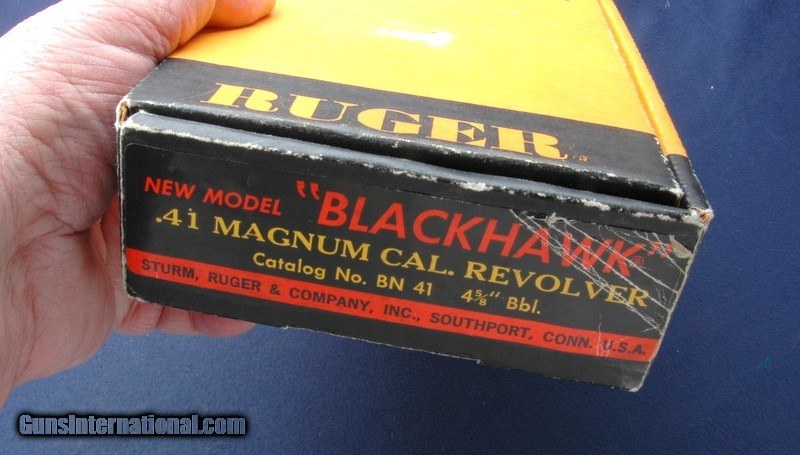 RUGER
NEW MODEL "BLACKHAWK"®
.41 MAGNUM CAL. REVOLVER
Catalog No. BN 41 4⅝" Bbl.
STURM, RUGER & COMPANY, INC., SOUTHPORT, CONN. U.S.A.
GunsInternational.com